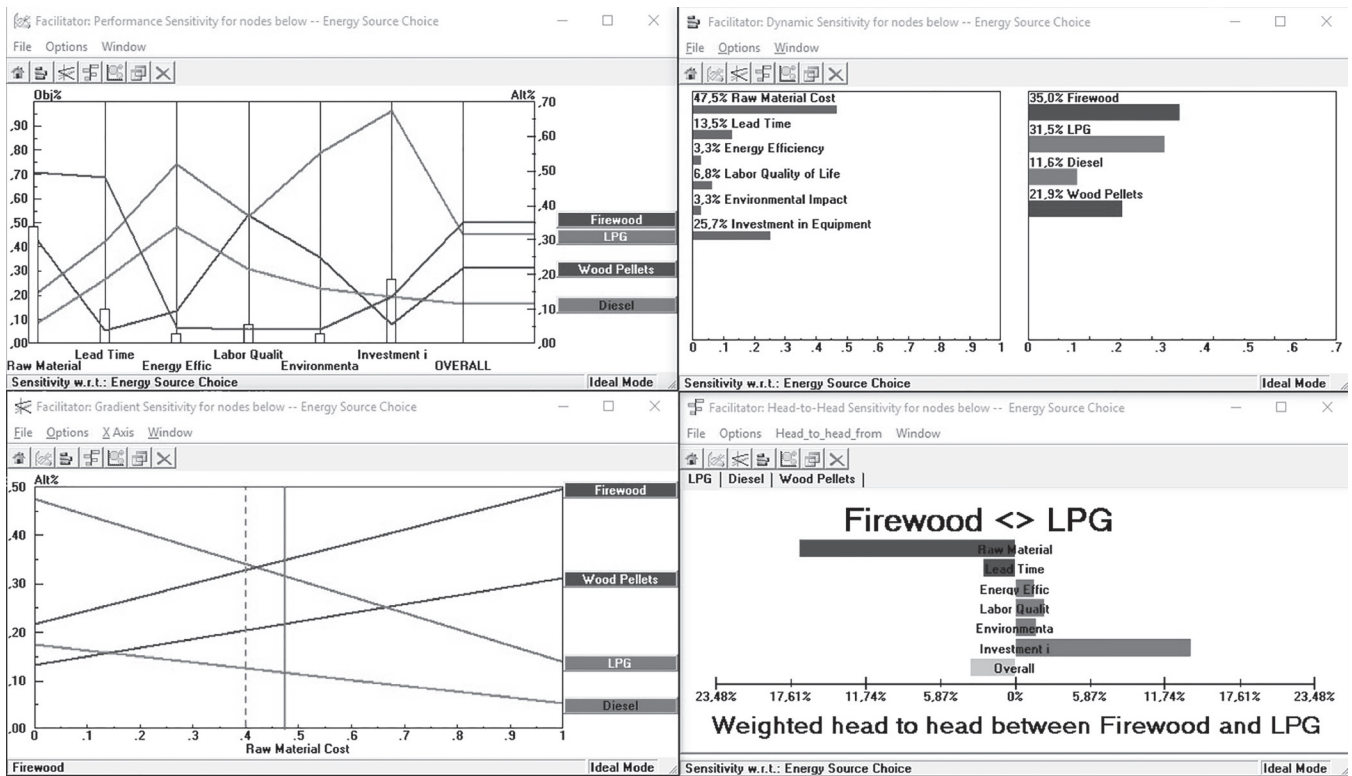 Facilitator: Performance Sensitivity for nodes below -- Energy Source Choice
File Options Window
Obj% Alt%
,90
,80
,70
,60
,50
,40
,30
,20
,10
,00
,70
,60
,50
,40
,30
,20
,10
,00
Firewood
LPG
Wood Pellets
Diesel
Lead Time Labor Qualit Investment i
Raw Material Energy Effic Environmenta OVERALL
Sensitivity w.r.t.: Energy Source Choice Ideal Mode
Facilitator: Dynamic Sensitivity for nodes below -- Energy Source Choice
File Options Window
47,5% Raw Material Cost
13,5% Lead Time
3,3% Energy Efficiency
6,8% Labor Quality of Life
3,3% Environmental Impact
25,7% Investment in Equipment
0 .1 .2 .3 .4 .5 .6 .7 .8 .9 1
35,0% Firewood
31,5% LPG
11,6% Diesel
21,9% Wood Pellets
0 .1 .2 .3 .4 .5 .6 .7
Sensitivity w.r.t.: Energy Source Choice Ideal Mode
Facilitator: Gradient Sensitivity for nodes below -- Energy Source Choice
File Options X Axis Window
Alt%
,50
,40
,30
,20
,10
,00
Firewood
Wood Pellets
LPG
Diesel
0 .1 .2 .3 .4 .5 .6 .7 .8 .9 1
Raw Material Cost
Firewood Ideal Mode
Facilitator: Head-to-Head Sensitivity for nodes below -- Energy Source Choice
File Options Head_to_head_from Window
LPG | Diesel | Wood Pellets |
Firewood <> LPG
Raw Material
Lead Time
Energy Effic
Labor Qualit
Environmenta
Investment i
Overall
23,48% 17,61% 11,74% 5,87% 0% 5,87% 11,74% 17,61% 23,48%
Weighted head to head between Firewood and LPG
Sensitivity w.r.t.: Energy Source Choice Ideal Mode